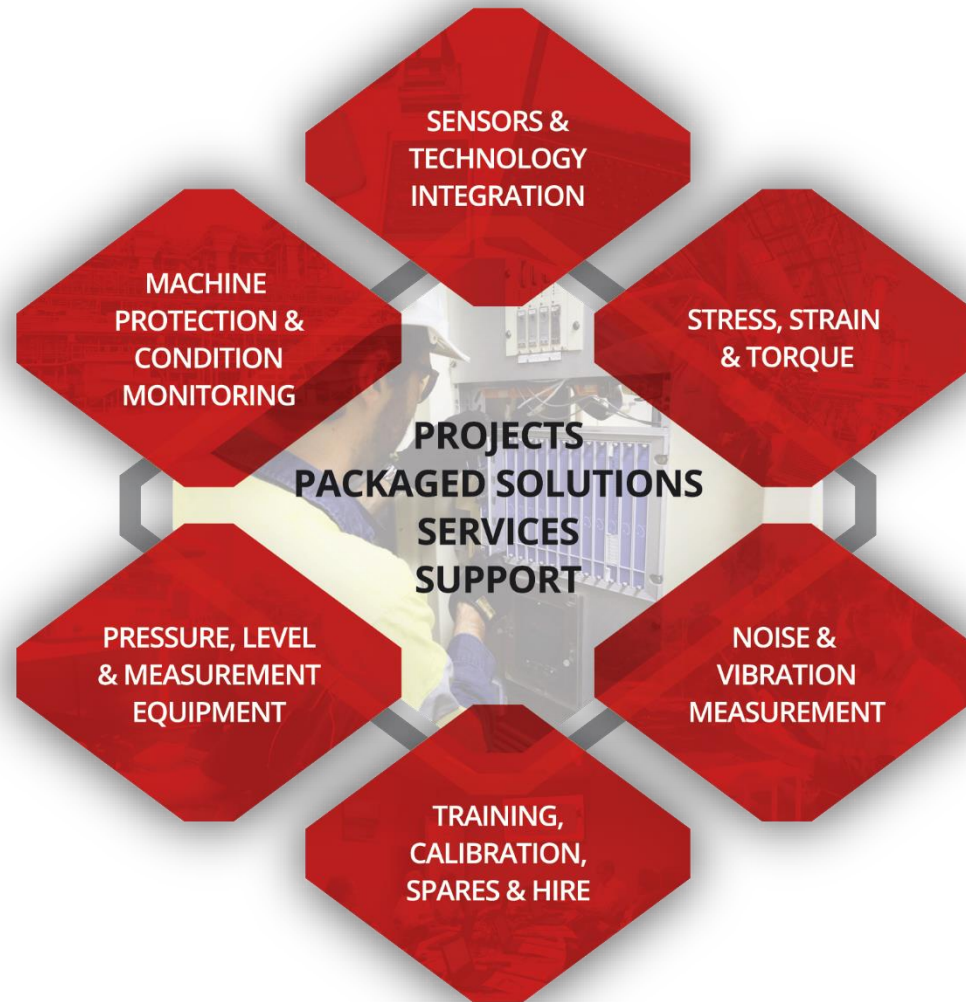 SENSORS &
TECHNOLOGY
INTEGRATION
MACHINE
PROTECTION &
CONDITION
MONITORING
STRESS, STRAIN
& TORQUE
PROJECTS
PACKAGED SOLUTIONS
SERVICES
SUPPORT
PRESSURE, LEVEL
& MEASUREMENT
EQUIPMENT
NOISE &
VIBRATION
MEASUREMENT
TRAINING,
CALIBRATION,
SPARES & HIRE